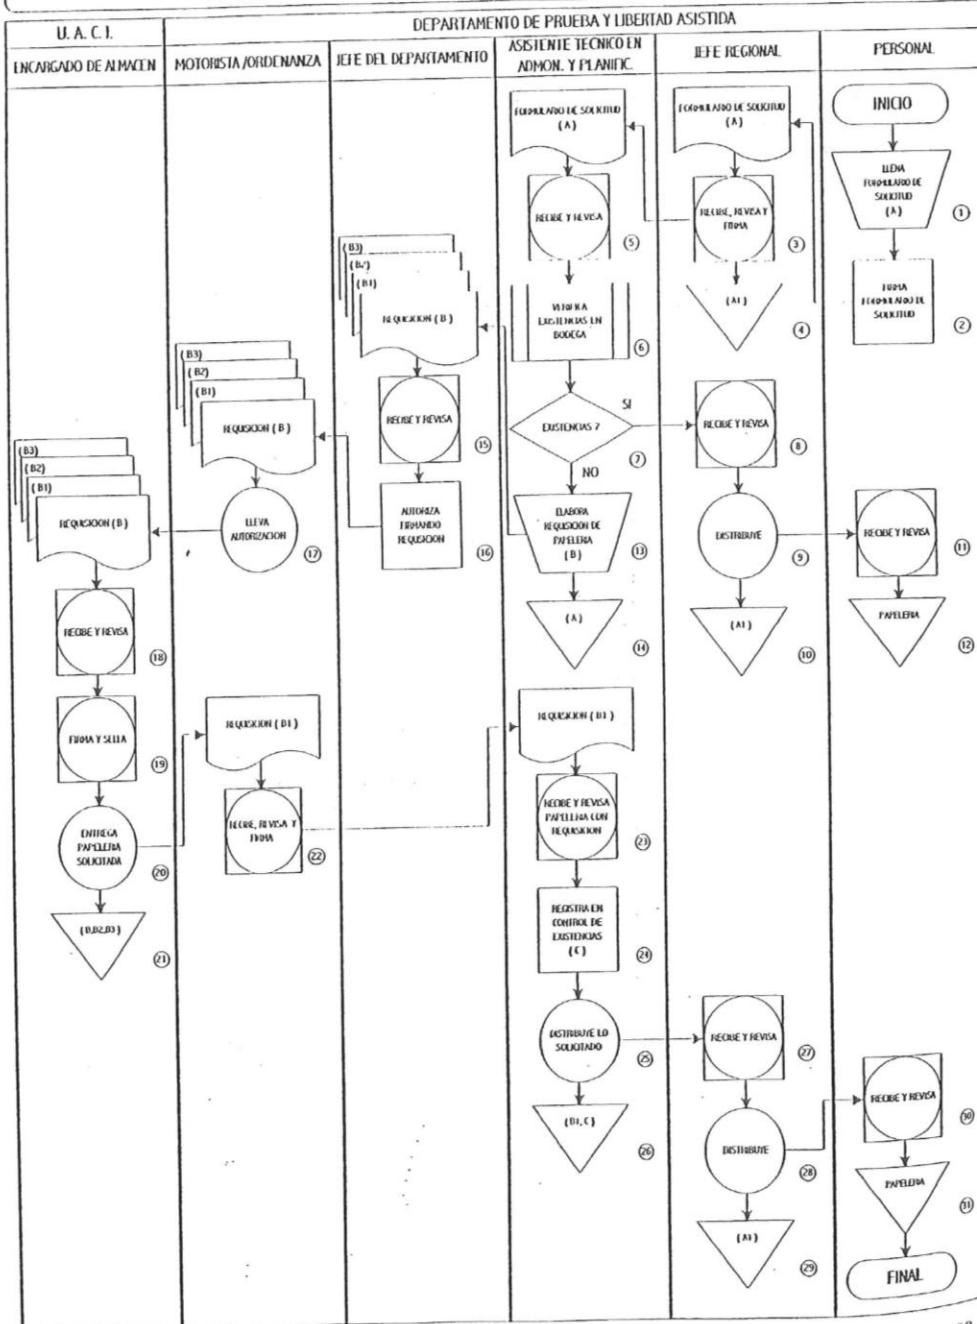 U. A. C. I.
DEPARTAMENTO DE PRUEBA Y LIBERTAD ASISTIDA
ENCARGADO DE ALMACEN
MOTORISTA /ORDENANZA
JEFE DEL DEPARTAMENTO
ASISTENTE TECNICO EN
ADMON. Y PLANIFIC.
JEFE REGIONAL
PERSONAL
INICIO
LLENA
FORMULARIO DE
SOLICITUD
(A)
1
FIRMA
FORMULARIO DE
SOLICITUD
2
FORMULARIO DE SOLICITUD
(A)
RECIBE, REVISA Y
FIRMA
3
(A1)
4
FORMULARIO DE SOLICITUD
(A)
RECIBE Y REVISA
5
VERIFICA
EXISTENCIAS EN
BODEGA
6
EXISTENCIAS ?
7
SI
NO
RECIBE Y REVISA
8
DISTRIBUYE
9
(A1)
10
RECIBE Y REVISA
11
PAPELERIA
12
ELABORA
REQUISICION DE
PAPELERIA
(B)
13
(A)
14
(B3)
(B2)
(B1)
REQUISICION ( B )
RECIBE Y REVISA
15
AUTORIZA
FIRMANDO
REQUISICION
16
(B3)
(B2)
(B1)
REQUISICION ( B )
LLEVA
AUTORIZACION
17
(B3)
(B2)
(B1)
REQUISICION ( B )
RECIBE Y REVISA
18
FIRMA Y SELLA
19
ENTREGA
PAPELERIA
SOLICITADA
20
(B,B2,B3)
21
REQUISICION ( B1 )
RECIBE, REVISA Y
FIRMA
22
REQUISICION ( B1 )
RECIBE Y REVISA
PAPELERIA CON
REQUISICION
23
REGISTRA EN
CONTROL DE
EXISTENCIAS
(C)
24
DISTRIBUYE LO
SOLICITADO
25
(B1, C)
26
RECIBE Y REVISA
27
DISTRIBUYE
28
(A1)
29
RECIBE Y REVISA
30
PAPELERIA
31
FINAL